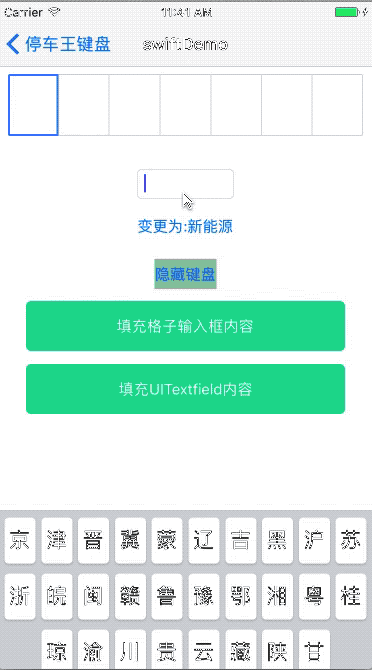 Carrier 11:41 AM
停车王键盘 swiftDemo
变更为:新能源
隐藏键盘
填充格子输入框内容
填充UITextfield内容
京 津 晋 冀 蒙 辽 吉 黑 沪 苏
浙 皖 闽 赣 鲁 豫 鄂 湘 粤 桂
琼 渝 川 贵 云 藏 陕 甘